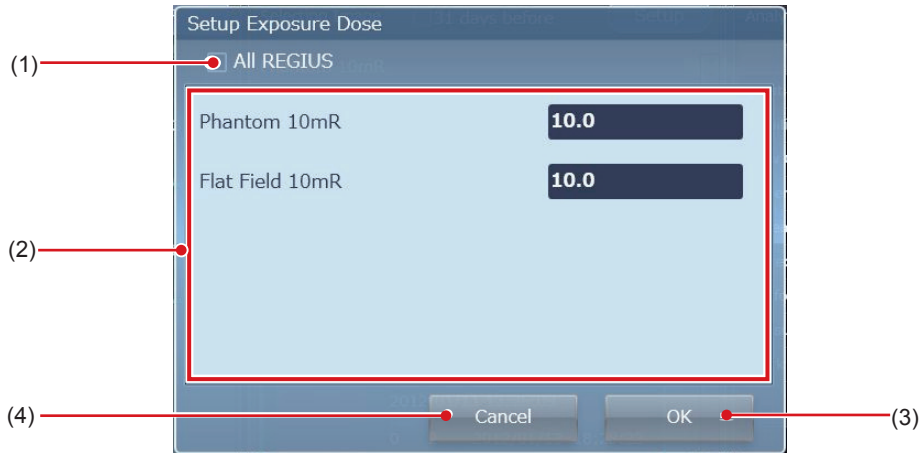 Setup Exposure Dose
(1) All REGIUS
Phantom 10mR 10.0
Flat Field 10mR 10.0
(2)
(4) Cancel OK (3)